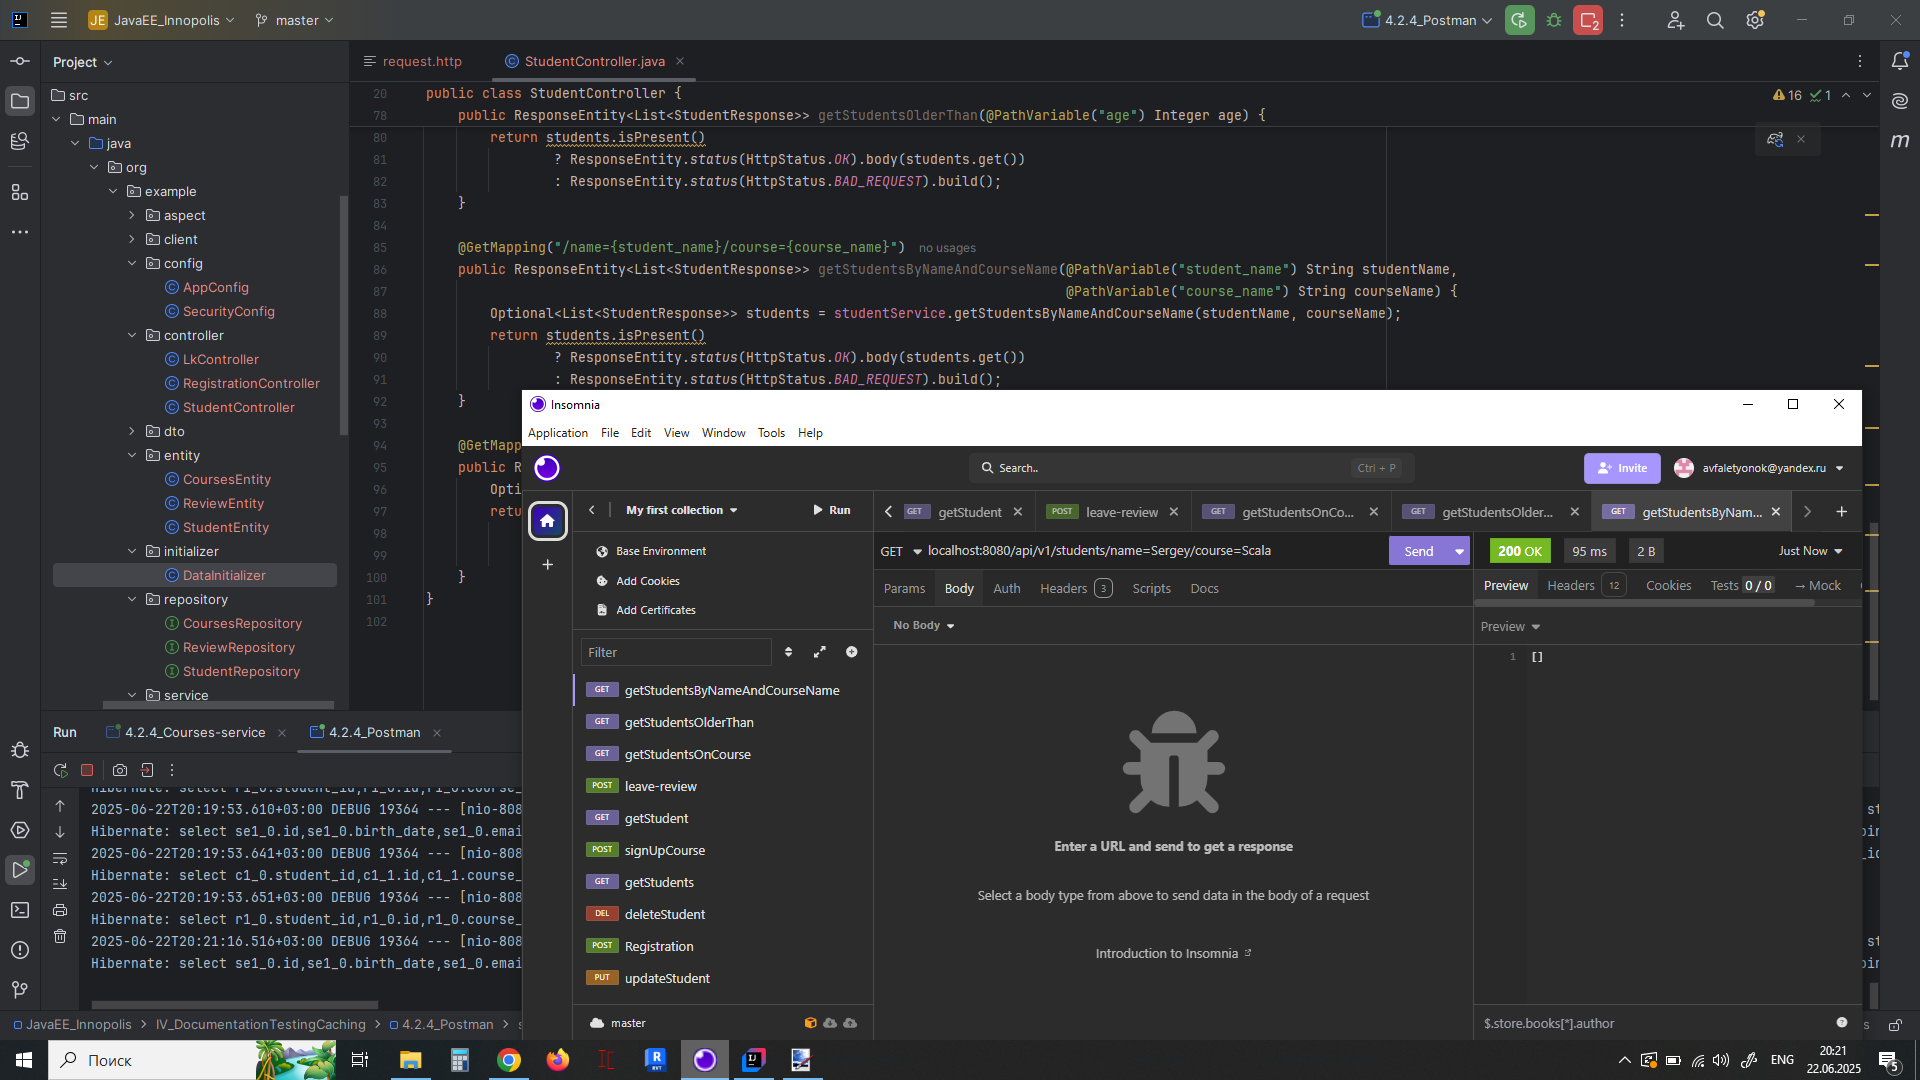 JE JavaEE_Innopolis master 4.2.4_Postman 2
Project
request.http StudentController.java
src
main
java
org
example
aspect
client
config
AppConfig
SecurityConfig
controller
LkController
RegistrationController
StudentController
dto
entity
CoursesEntity
ReviewEntity
StudentEntity
initializer
DataInitializer
repository
CoursesRepository
ReviewRepository
StudentRepository
service
16 1
20 public class StudentController {
78 public ResponseEntity<List<StudentResponse>> getStudentsOlderThan(@PathVariable("age") Integer age) {
80 return students.isPresent()
81 ? ResponseEntity.status(HttpStatus.OK).body(students.get())
82 : ResponseEntity.status(HttpStatus.BAD_REQUEST).build();
83 }
84
85 @GetMapping("/name={student_name}/course={course_name}") no usages
86 public ResponseEntity<List<StudentResponse>> getStudentsByNameAndCourseName(@PathVariable("student_name") String studentName,
87 @PathVariable("course_name") String courseName) {
88 Optional<List<StudentResponse>> students = studentService.getStudentsByNameAndCourseName(studentName, courseName);
89 return students.isPresent()
90 ? ResponseEntity.status(HttpStatus.OK).body(students.get())
91 : ResponseEntity.status(HttpStatus.BAD_REQUEST).build();
92 }
93
94 @GetMapp
95 public R
96 Opti
97 retu
98
99
100 }
101 }
102
Insomnia
Application File Edit View Window Tools Help
Search.. Ctrl + P Invite avfaletyonok@yandex.ru
My first collection Run
GET getStudent POST leave-review GET getStudentsOnCo... GET getStudentsOlder... GET getStudentsByNam...
Base Environment
Add Cookies
Add Certificates
Filter
GET getStudentsByNameAndCourseName
GET getStudentsOlderThan
GET getStudentsOnCourse
POST leave-review
GET getStudent
POST signUpCourse
GET getStudents
DEL deleteStudent
POST Registration
PUT updateStudent
master
GET localhost:8080/api/v1/students/name=Sergey/course=Scala Send
Params Body Auth Headers 3 Scripts Docs
No Body
Enter a URL and send to get a response
Select a body type from above to send data in the body of a request
Introduction to Insomnia
200 OK 95 ms 2 B Just Now
Preview Headers 12 Cookies Tests 0 / 0 → Mock
Preview
1 []
$.store.books[*].author
Run 4.2.4_Courses-service 4.2.4_Postman
2025-06-22T20:19:53.610+03:00 DEBUG 19364 --- [nio-808
Hibernate: select se1_0.id,se1_0.birth_date,se1_0.emai
2025-06-22T20:19:53.641+03:00 DEBUG 19364 --- [nio-808
Hibernate: select c1_0.student_id,c1_1.id,c1_1.course_
2025-06-22T20:19:53.651+03:00 DEBUG 19364 --- [nio-808
Hibernate: select r1_0.student_id,r1_0.id,r1_0.course_
2025-06-22T20:21:16.516+03:00 DEBUG 19364 --- [nio-808
Hibernate: select se1_0.id,se1_0.birth_date,se1_0.emai
JavaEE_Innopolis IV_DocumentationTestingCaching 4.2.4_Postman
Поиск
ENG 20:21
22.06.2025 5